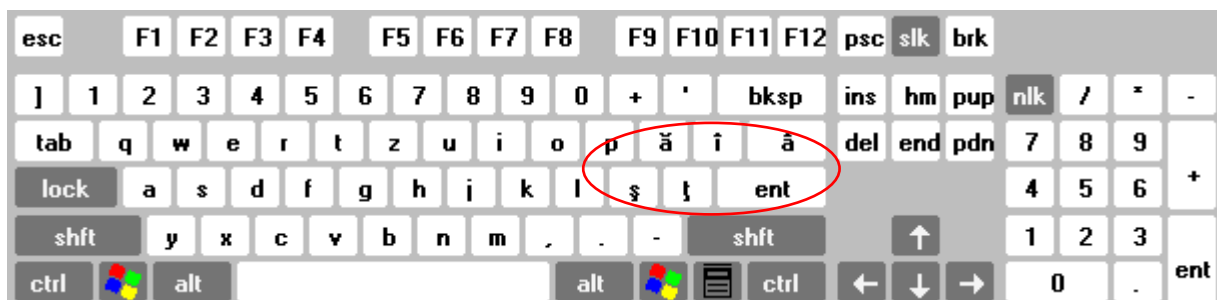 esc F1 F2 F3 F4 F5 F6 F7 F8 F9 F10 F11 F12 psc slk brk
] 1 2 3 4 5 6 7 8 9 0 + ' bksp ins hm pup nlk / * -
tab q w e r t z u i o p ă î â del end pdn 7 8 9
lock a s d f g h j k l ş ţ ent 4 5 6 +
shft y x c v b n m , . - shft ↑ 1 2 3
ctrl alt alt ctrl ← ↓ → 0 . ent